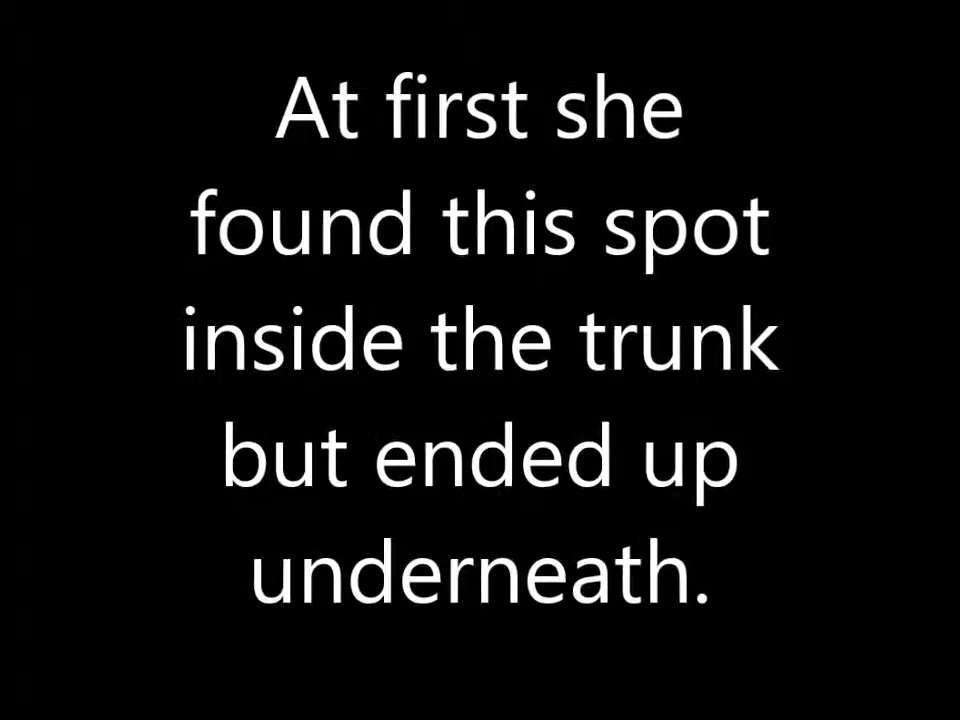 At first she
found this spot
inside the trunk
but ended up
underneath.